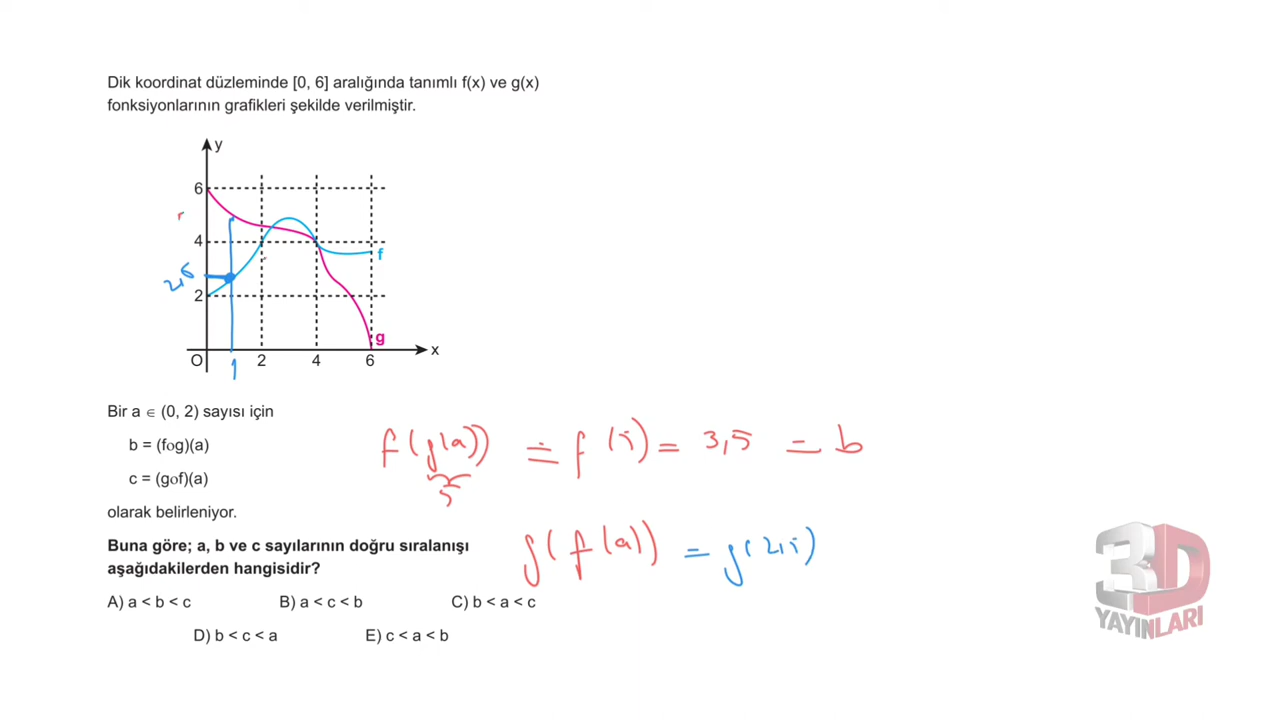 Dik koordinat düzleminde [0, 6] aralığında tanımlı f(x) ve g(x)
fonksiyonlarının grafikleri şekilde verilmiştir.
y
6
4
f
2,6
2
g
O
2
4
6
x
1
Bir a ∈ (0, 2) sayısı için
b = (fog)(a)
f(g(a)) = f(5) = 3,5 = b
5
c = (gof)(a)
olarak belirleniyor.
Buna göre; a, b ve c sayılarının doğru sıralanışı
g(f(a)) = g(2,5)
aşağıdakilerden hangisidir?
A) a < b < c B) a < c < b C) b < a < c
D) b < c < a E) c < a < b
3D
YAYINLARI